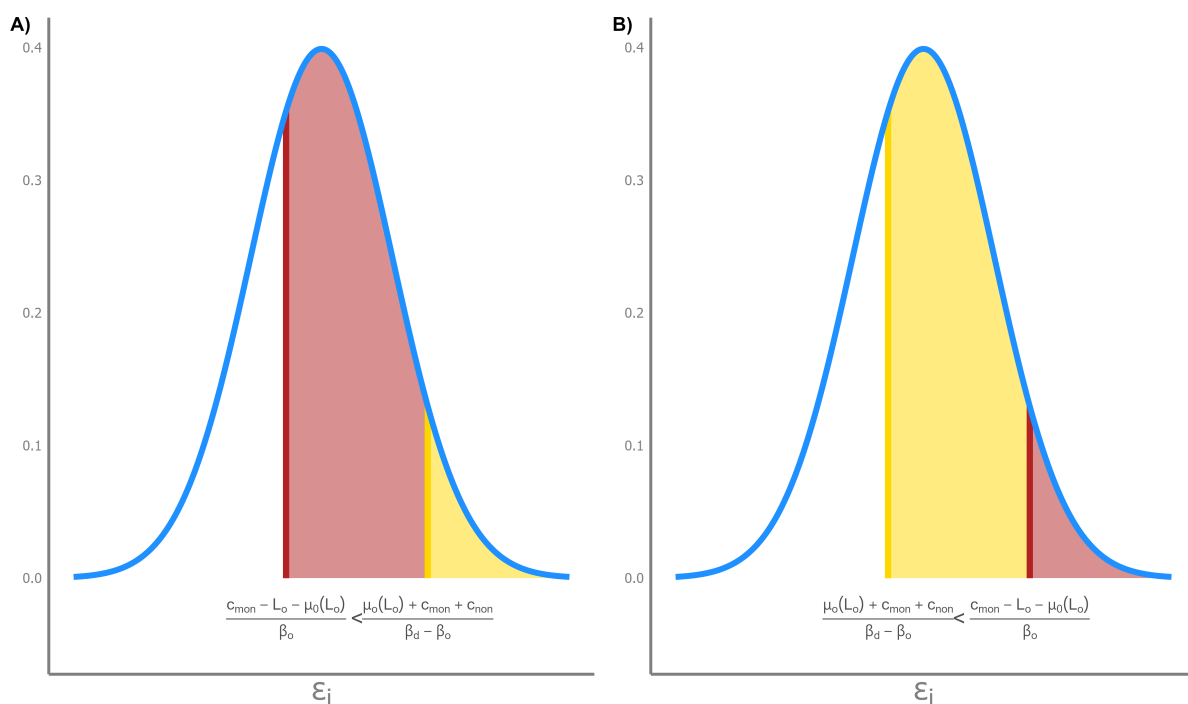 A)
0.4
0.3
0.2
0.1
0.0
c_mon − L_o − μ_0(L_o) / β_o < μ_o(L_o) + c_mon + c_non / β_d − β_o
ε_i
B)
0.4
0.3
0.2
0.1
0.0
μ_o(L_o) + c_mon + c_non / β_d − β_o < c_mon − L_o − μ_0(L_o) / β_o
ε_i